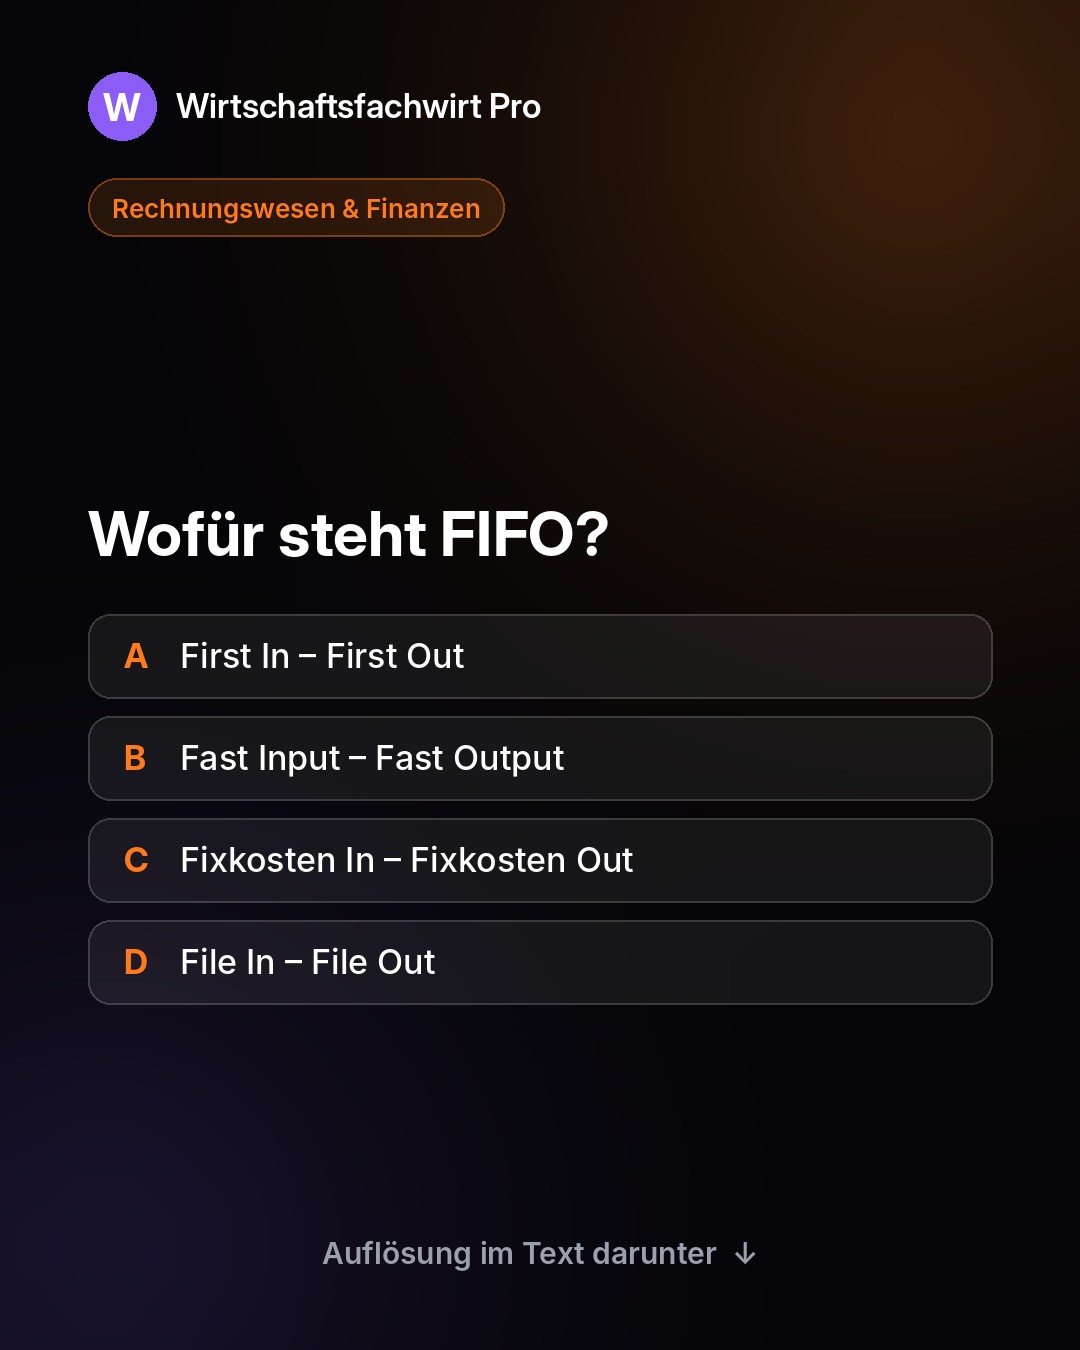 W Wirtschaftsfachwirt Pro
Rechnungswesen & Finanzen
Wofür steht FIFO?
A First In – First Out
B Fast Input – Fast Output
C Fixkosten In – Fixkosten Out
D File In – File Out
Auflösung im Text darunter ↓